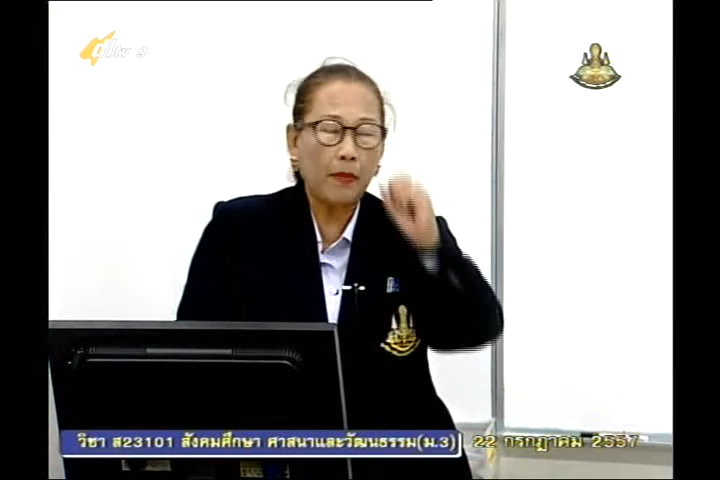 dltv 9
วิชา ส23101 สังคมศึกษา ศาสนาและวัฒนธรรม(ม.3) 22 กรกฎาคม 2557